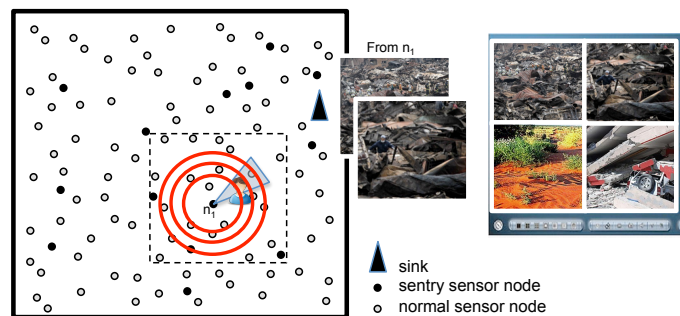 From n1
n1
sink
sentry sensor node
normal sensor node